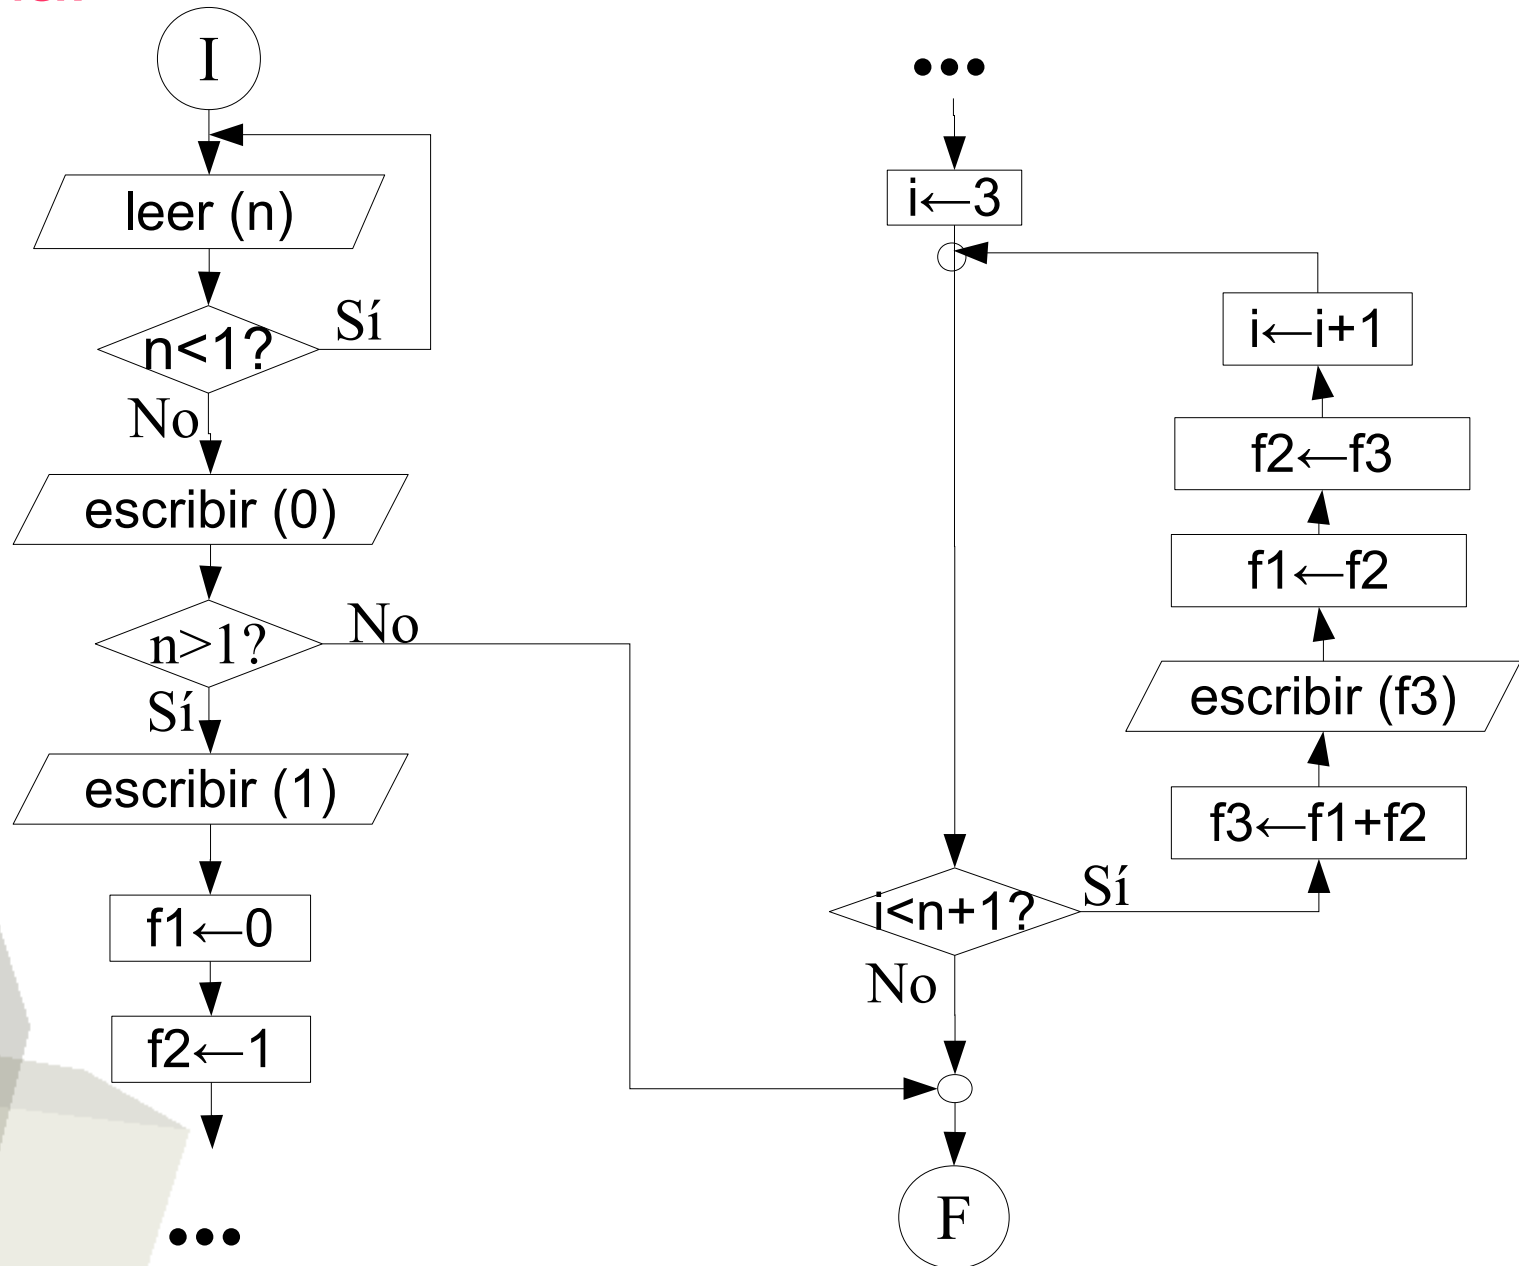 I
leer (n)
n<1?
Sí
No
escribir (0)
n>1?
No
Sí
escribir (1)
f1←0
f2←1
•••
•••
i←3
i<n+1?
Sí
No
f3←f1+f2
escribir (f3)
f1←f2
f2←f3
i←i+1
F